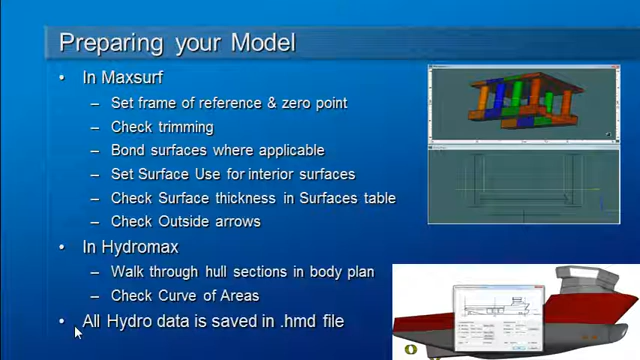 Preparing your Model
• In Maxsurf
– Set frame of reference & zero point
– Check trimming
– Bond surfaces where applicable
– Set Surface Use for interior surfaces
– Check Surface thickness in Surfaces table
– Check Outside arrows
• In Hydromax
– Walk through hull sections in body plan
– Check Curve of Areas
• All Hydro data is saved in .hmd file